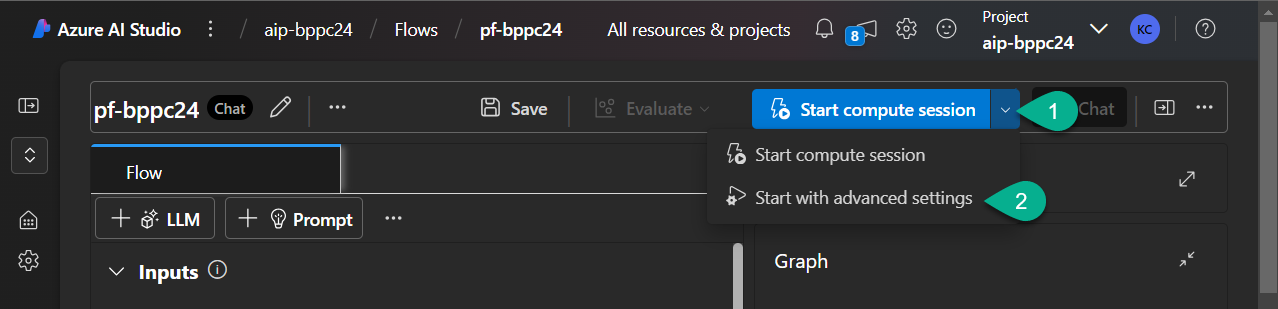 Azure AI Studio / aip-bppc24 / Flows / pf-bppc24 All resources & projects 8 Project aip-bppc24 KC
pf-bppc24 Chat Save Evaluate Start compute session 1 Chat
Start compute session
Flow
Start with advanced settings 2
LLM Prompt
Inputs
Graph